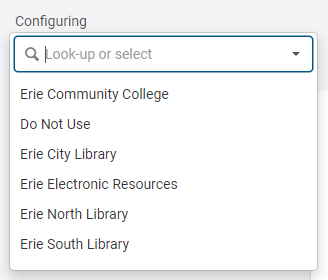 Configuring
Look-up or select
Erie Community College
Do Not Use
Erie City Library
Erie Electronic Resources
Erie North Library
Erie South Library